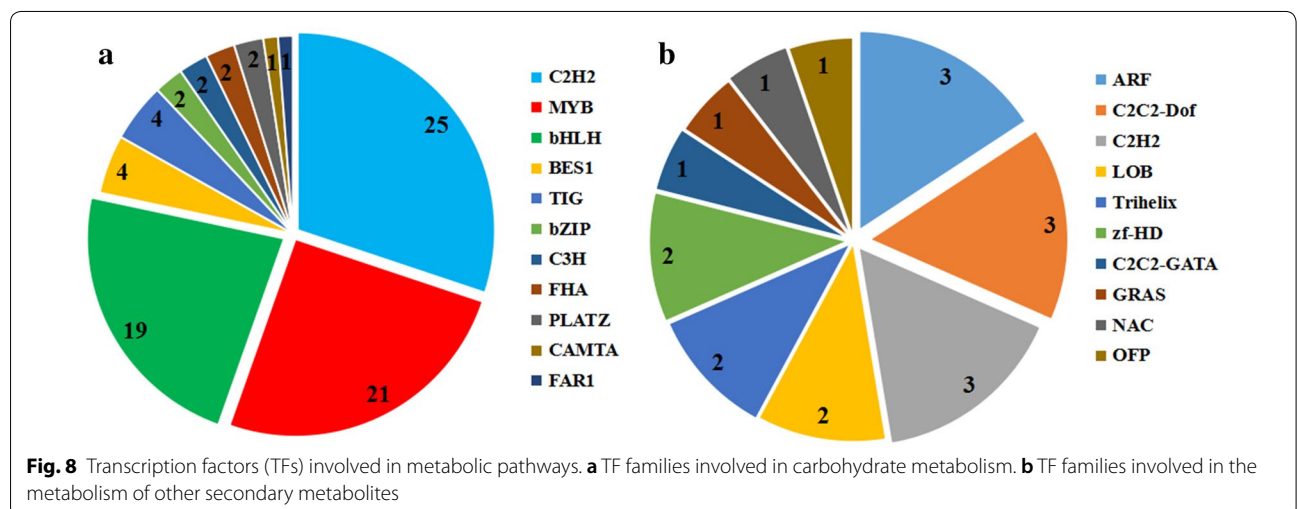 a
25
21
19
4
4
2
2
2
2
1
1
C2H2
MYB
bHLH
BES1
TIG
bZIP
C3H
FHA
PLATZ
CAMTA
FAR1
b
3
3
3
2
2
2
1
1
1
1
ARF
C2C2-Dof
C2H2
LOB
Trihelix
zf-HD
C2C2-GATA
GRAS
NAC
OFP
Fig. 8 Transcription factors (TFs) involved in metabolic pathways. a TF families involved in carbohydrate metabolism. b TF families involved in the
metabolism of other secondary metabolites